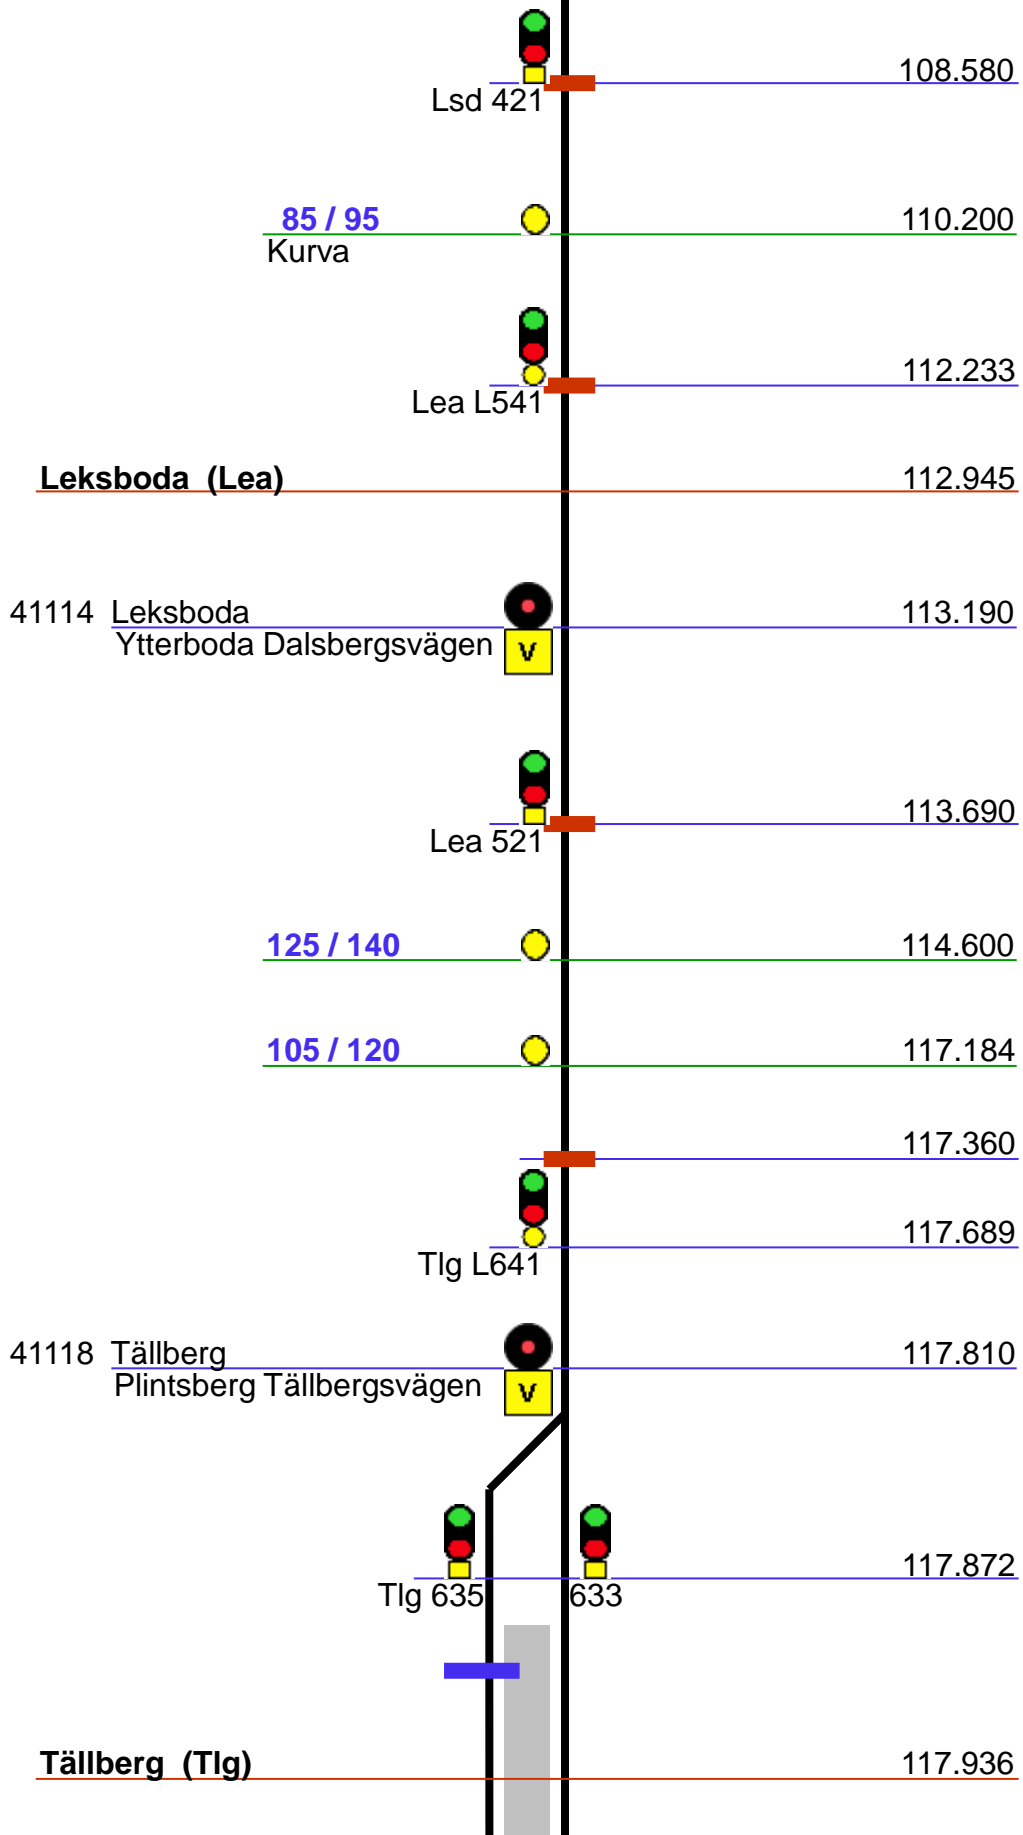 108.580
Lsd 421
85 / 95 110.200
Kurva
112.233
Lea L541
Leksboda (Lea) 112.945
41114 Leksboda 113.190
Ytterboda Dalsbergsvägen
V
113.690
Lea 521
125 / 140 114.600
105 / 120 117.184
117.360
117.689
Tlg L641
41118 Tällberg 117.810
Plintsberg Tällbergsvägen
V
117.872
Tlg 635 633
Tällberg (Tlg) 117.936